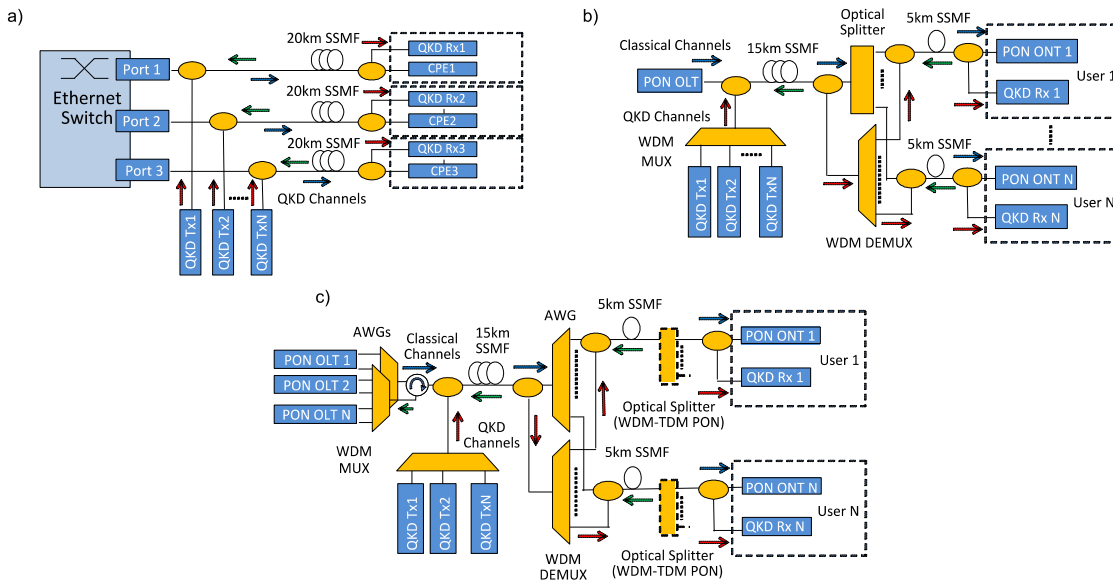 a)
Ethernet
Switch
Port 1
Port 2
Port 3
20km SSMF
20km SSMF
20km SSMF
QKD Rx1
CPE1
QKD Rx2
CPE2
QKD Rx3
CPE3
QKD Channels
QKD Tx1
QKD Tx2
QKD TxN
b)
Classical Channels
PON OLT
QKD Channels
WDM
MUX
QKD Tx1
QKD Tx2
QKD TxN
15km SSMF
Optical
Splitter
5km SSMF
PON ONT 1
QKD Rx 1
User 1
5km SSMF
PON ONT N
QKD Rx N
User N
WDM DEMUX
c)
AWGs
PON OLT 1
PON OLT 2
PON OLT N
WDM
MUX
Classical
Channels
15km
SSMF
QKD
Channels
QKD Tx1
QKD Tx2
QKD TxN
AWG
WDM
DEMUX
5km SSMF
Optical Splitter
(WDM-TDM PON)
PON ONT 1
User 1
QKD Rx 1
5km SSMF
Optical Splitter
(WDM-TDM PON)
PON ONT N
User N
QKD Rx N